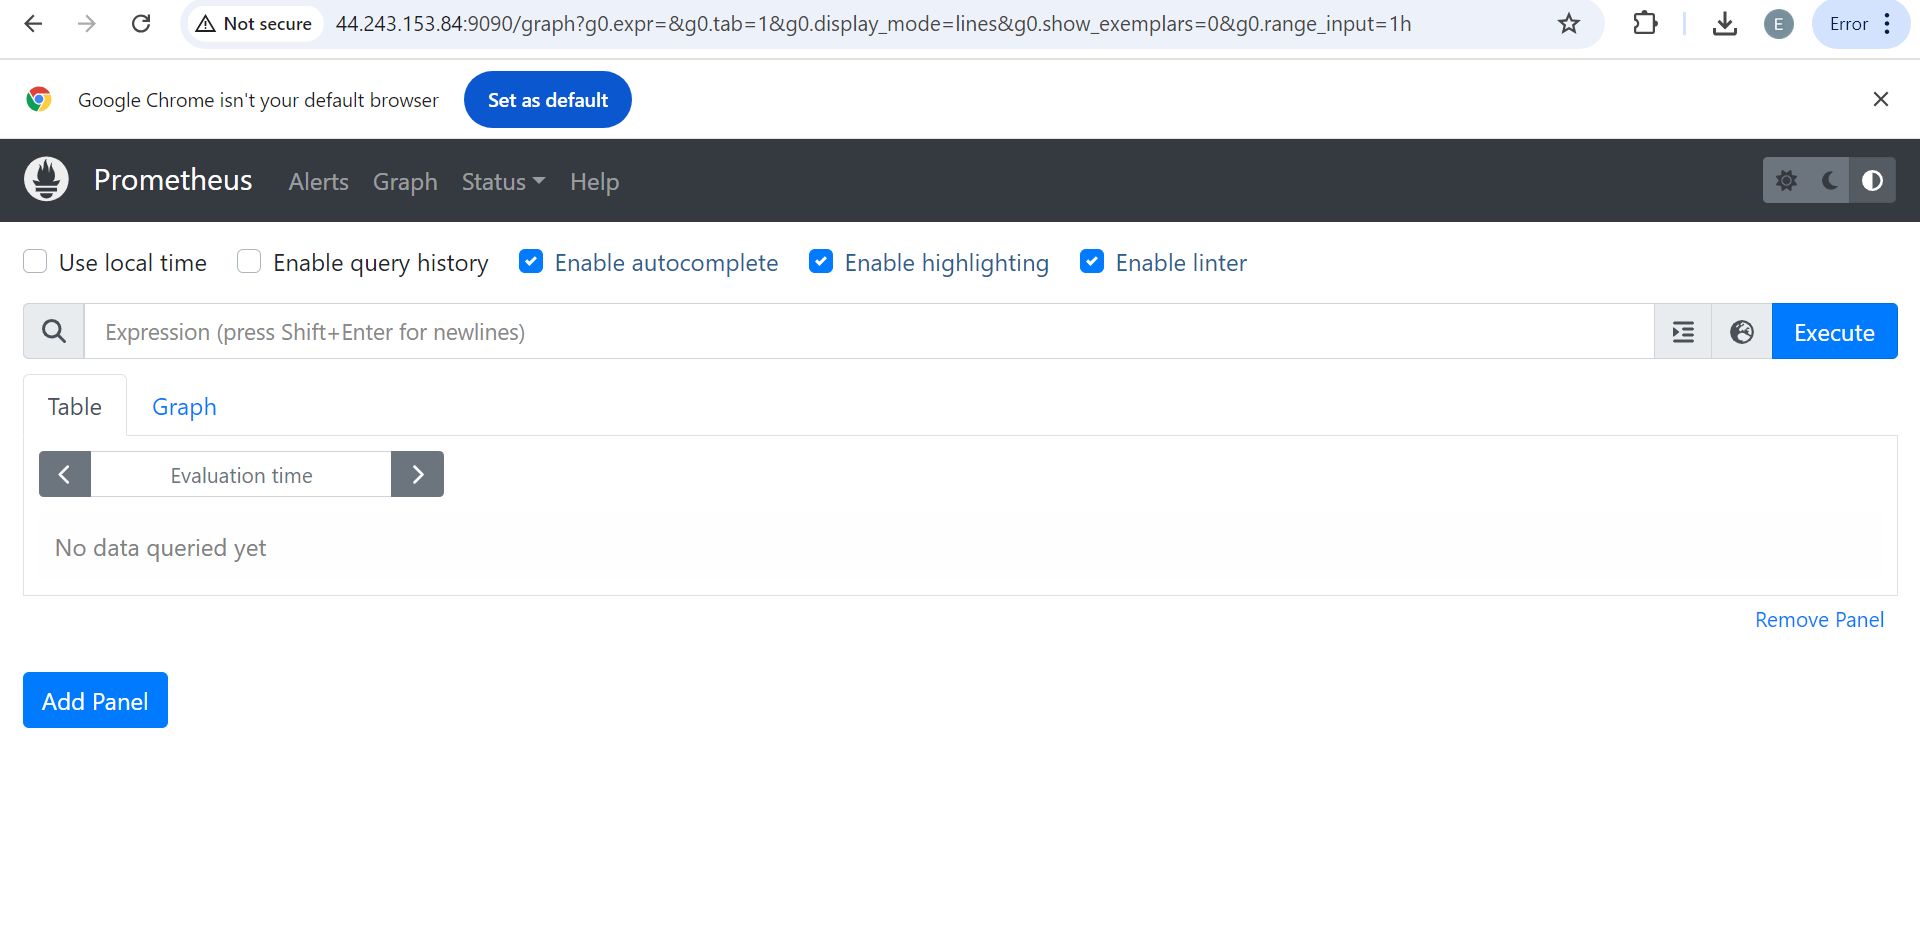 Not secure 44.243.153.84:9090/graph?g0.expr=&g0.tab=1&g0.display_mode=lines&g0.show_exemplars=0&g0.range_input=1h E Error
Google Chrome isn't your default browser Set as default
Prometheus Alerts Graph Status Help
Use local time Enable query history Enable autocomplete Enable highlighting Enable linter
Expression (press Shift+Enter for newlines) Execute
Table Graph
Evaluation time
No data queried yet
Remove Panel
Add Panel